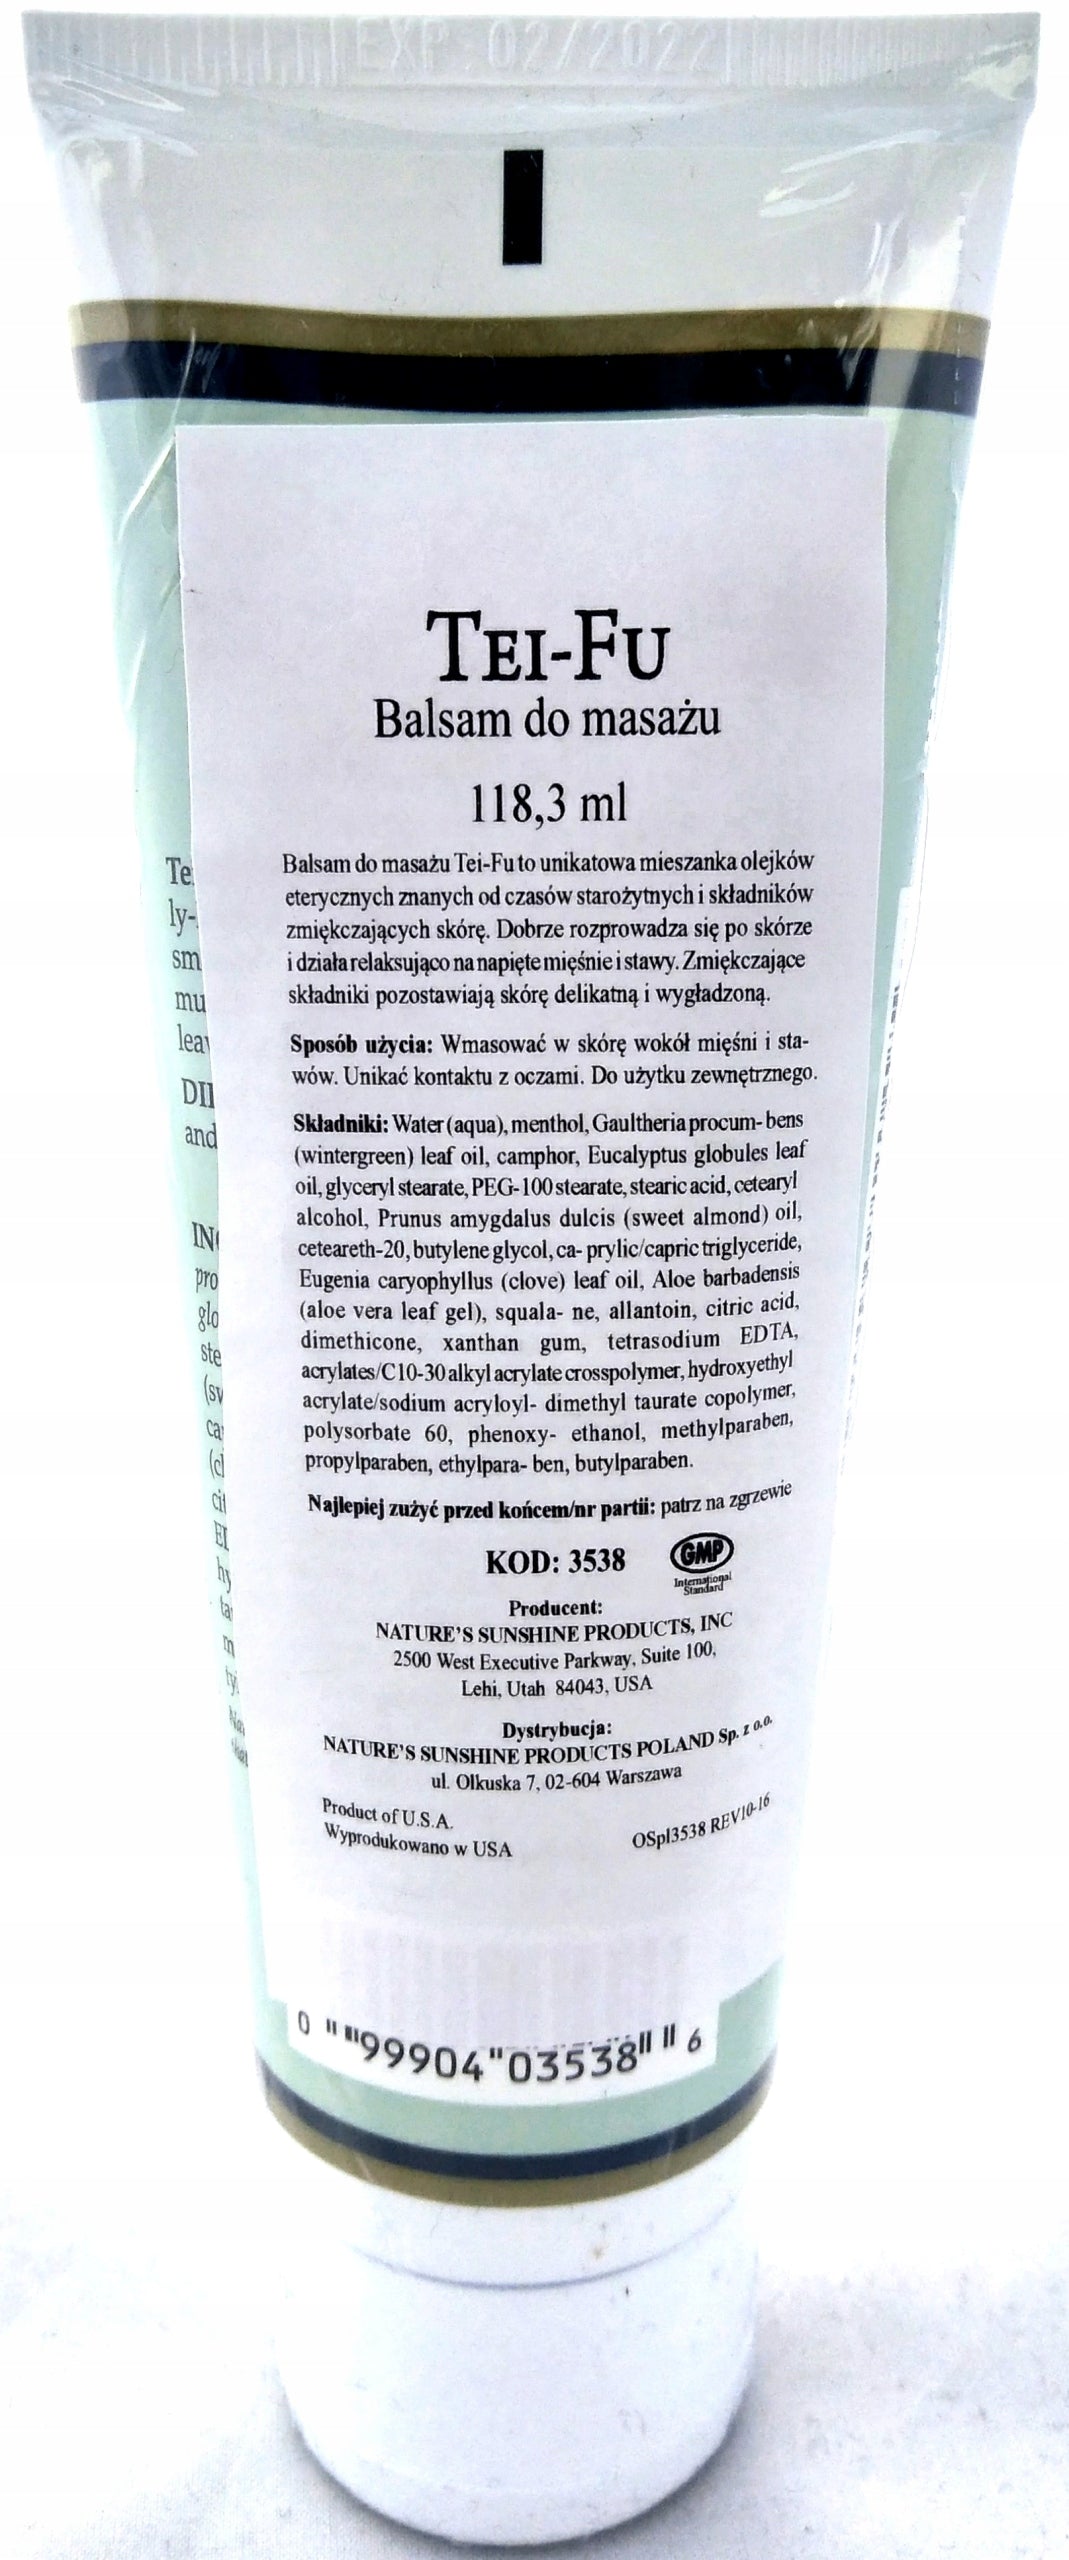 EXP 02/2022
TEI-FU
Balsam do masażu
118,3 ml
Balsam do masażu Tei-Fu to unikatowa mieszanka olejków
eterycznych znanych od czasów starożytnych i składników
zmiękczających skórę. Dobrze rozprowadza się po skórze
i działa relaksująco na napięte mięśnie i stawy. Zmiękczające
składniki pozostawiają skórę delikatną i wygładzoną.
Sposób użycia: Wmasować w skórę wokół mięśni i sta-
wów. Unikać kontaktu z oczami. Do użytku zewnętrznego.
Składniki: Water (aqua), menthol, Gaultheria procum- bens
(wintergreen) leaf oil, camphor, Eucalyptus globules leaf
oil, glyceryl stearate, PEG-100 stearate, stearic acid, cetearyl
alcohol, Prunus amygdalus dulcis (sweet almond) oil,
ceteareth-20, butylene glycol, ca- prylic/capric triglyceride,
Eugenia caryophyllus (clove) leaf oil, Aloe barbadensis
(aloe vera leaf gel), squala- ne, allantoin, citric acid,
dimethicone, xanthan gum, tetrasodium EDTA,
acrylates/C10-30 alkyl acrylate crosspolymer, hydroxyethyl
acrylate/sodium acryloyl- dimethyl taurate copolymer,
polysorbate 60, phenoxy- ethanol, methylparaben,
propylparaben, ethylpara- ben, butylparaben.
Najlepiej zużyć przed końcem/nr partii: patrz na zgrzewie
KOD: 3538
GMP
International
Standard
Producent:
NATURE'S SUNSHINE PRODUCTS, INC
2500 West Executive Parkway, Suite 100,
Lehi, Utah 84043, USA
Dystrybucja:
NATURE'S SUNSHINE PRODUCTS POLAND Sp. z o.o.
ul. Olkuska 7, 02-604 Warszawa
Product of U.S.A.
Wyprodukowano w USA
OSpl3538 REV10-16
0 99904 03538 6